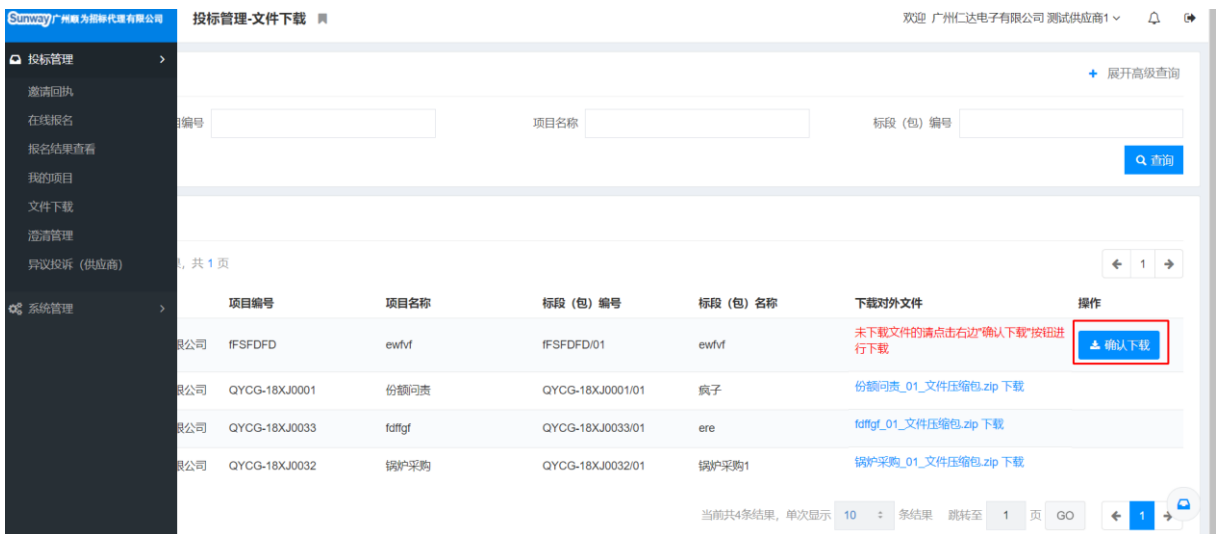 Sunway广州顺为招标代理有限公司 投标管理-文件下载 欢迎 广州仁达电子有限公司 测试供应商1
投标管理
展开高级查询
邀请回执
在线报名
编号 项目名称 标段（包）编号
报名结果查看
查询
我的项目
文件下载
澄清管理
异议投诉（供应商） ，共 1 页 1
系统管理
项目编号 项目名称 标段（包）编号 标段（包）名称 下载对外文件 操作
限公司 fFSFDFD ewfvf fFSFDFD/01 ewfvf 未下载文件的请点击右边"确认下载"按钮进
行下载 确认下载
限公司 QYCG-18XJ0001 份额问责 QYCG-18XJ0001/01 疯子 份额问责_01_文件压缩包.zip 下载
限公司 QYCG-18XJ0033 fdffgf QYCG-18XJ0033/01 ere fdffgf_01_文件压缩包.zip 下载
限公司 QYCG-18XJ0032 锅炉采购 QYCG-18XJ0032/01 锅炉采购1 锅炉采购_01_文件压缩包.zip 下载
当前共4条结果，单次显示 10 条结果 跳转至 1 页 GO 1